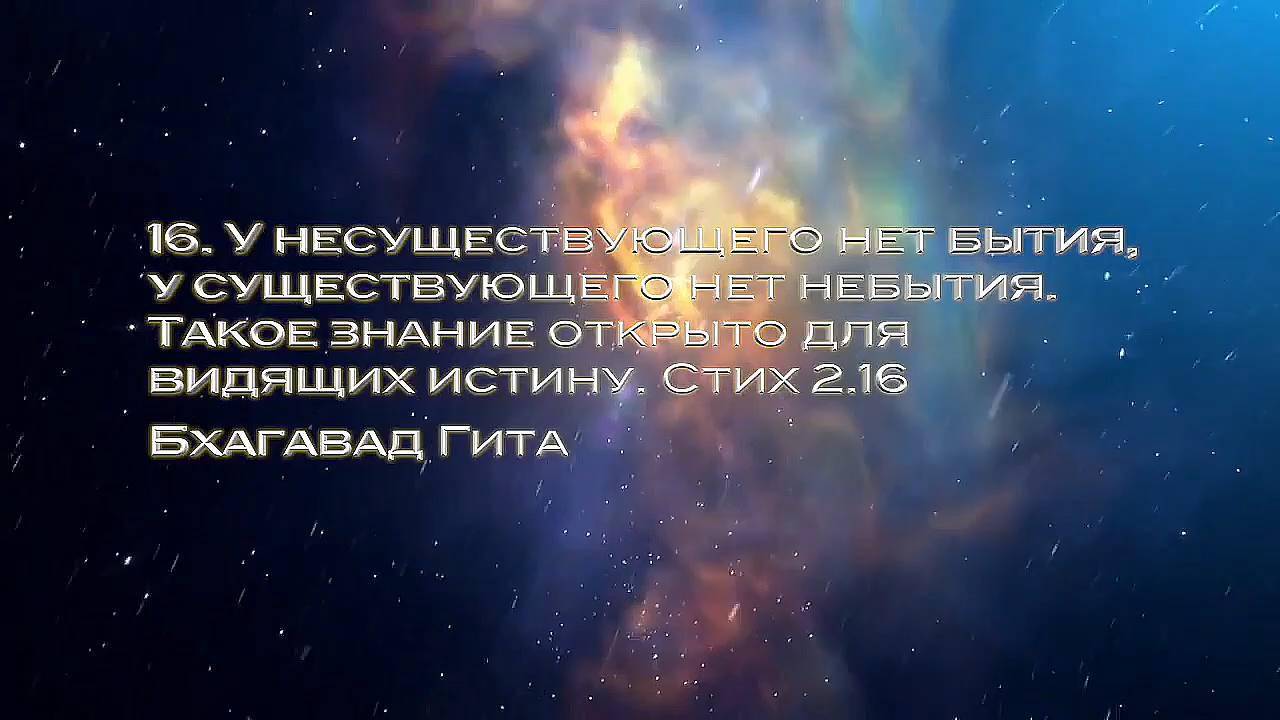 16. У несуществующего нет бытия,
у существующего нет небытия.
Такое знание открыто для
видящих истину. Стих 2.16
Бхагавад Гита